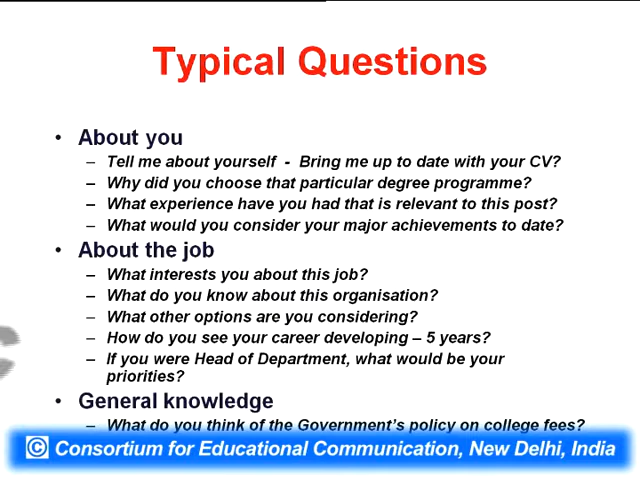 Typical Questions
• About you
– Tell me about yourself - Bring me up to date with your CV?
– Why did you choose that particular degree programme?
– What experience have you had that is relevant to this post?
– What would you consider your major achievements to date?
• About the job
– What interests you about this job?
– What do you know about this organisation?
– What other options are you considering?
– How do you see your career developing – 5 years?
– If you were Head of Department, what would be your
priorities?
• General knowledge
– What do you think of the Government's policy on college fees?
© Consortium for Educational Communication, New Delhi, India